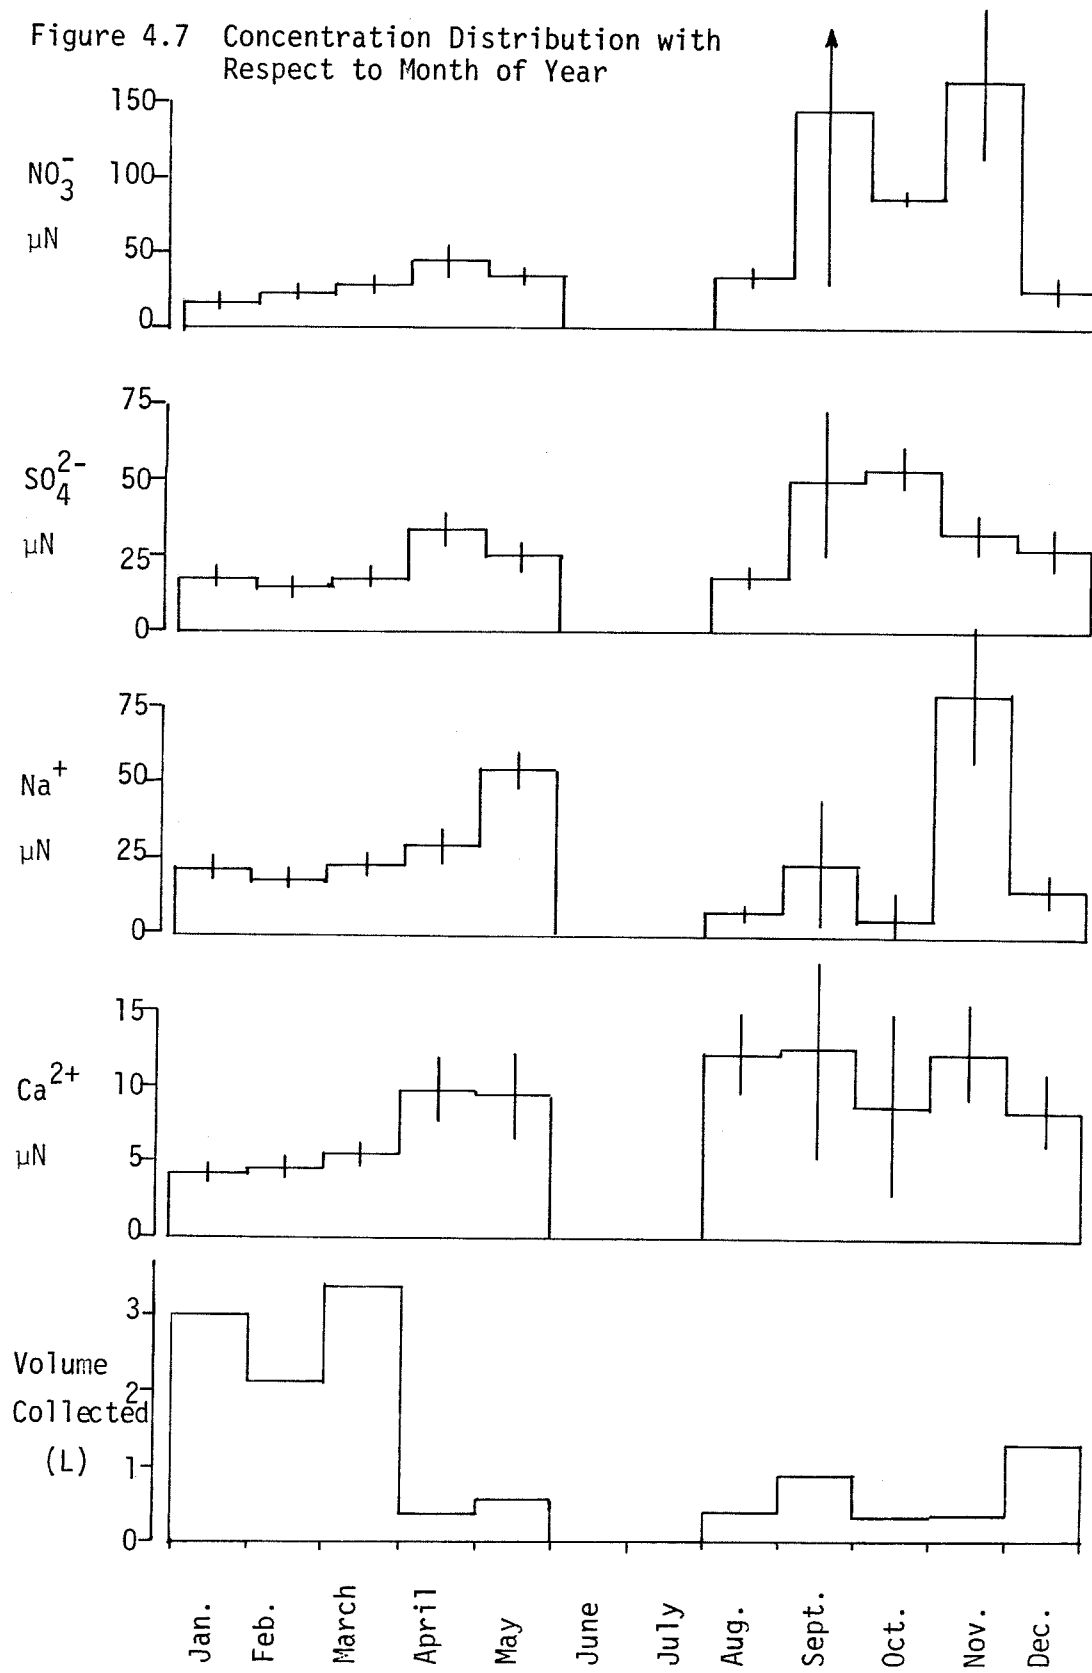 Figure 4.7 Concentration Distribution with
Respect to Month of Year
150
NO₃⁻ 100
µN
50
0
75
SO₄²⁻ 50
µN
25
0
75
Na⁺ 50
µN 25
0
15
Ca²⁺ 10
µN 5
0
3
Volume
2
Collected
(L) 1
0
Jan. Feb. March April May June July Aug. Sept. Oct. Nov. Dec.